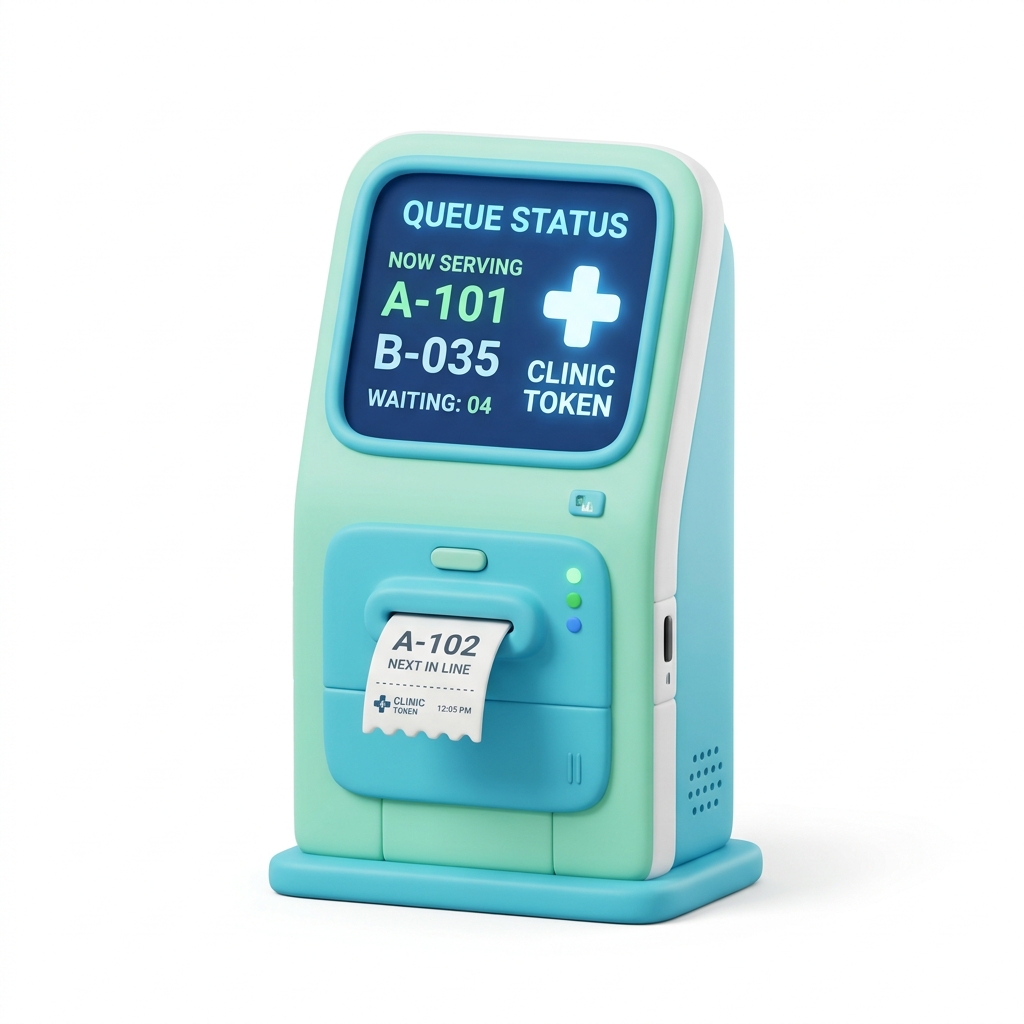 QUEUE STATUS
NOW SERVING
A-101
B-035
WAITING: 04
CLINIC
TOKEN
A-102
NEXT IN LINE
CLINIC
TOKEN
12:05 PM